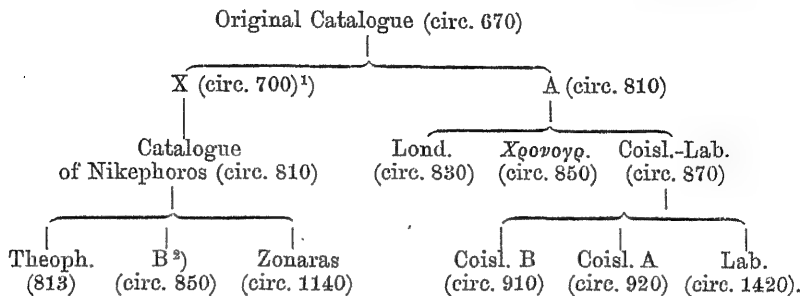 Original Catalogue (circ. 670)
X (circ. 700)¹) A (circ. 810)
Catalogue Lond. Χρονογρ. Coisl.-Lab.
of Nikephoros (circ. 810) (circ. 830) (circ. 850) (circ. 870)
Theoph. B²) Zonaras Coisl. B Coisl. A Lab.
(813) (circ. 850) (circ. 1140) (circ. 910) (circ. 920) (circ. 1420).